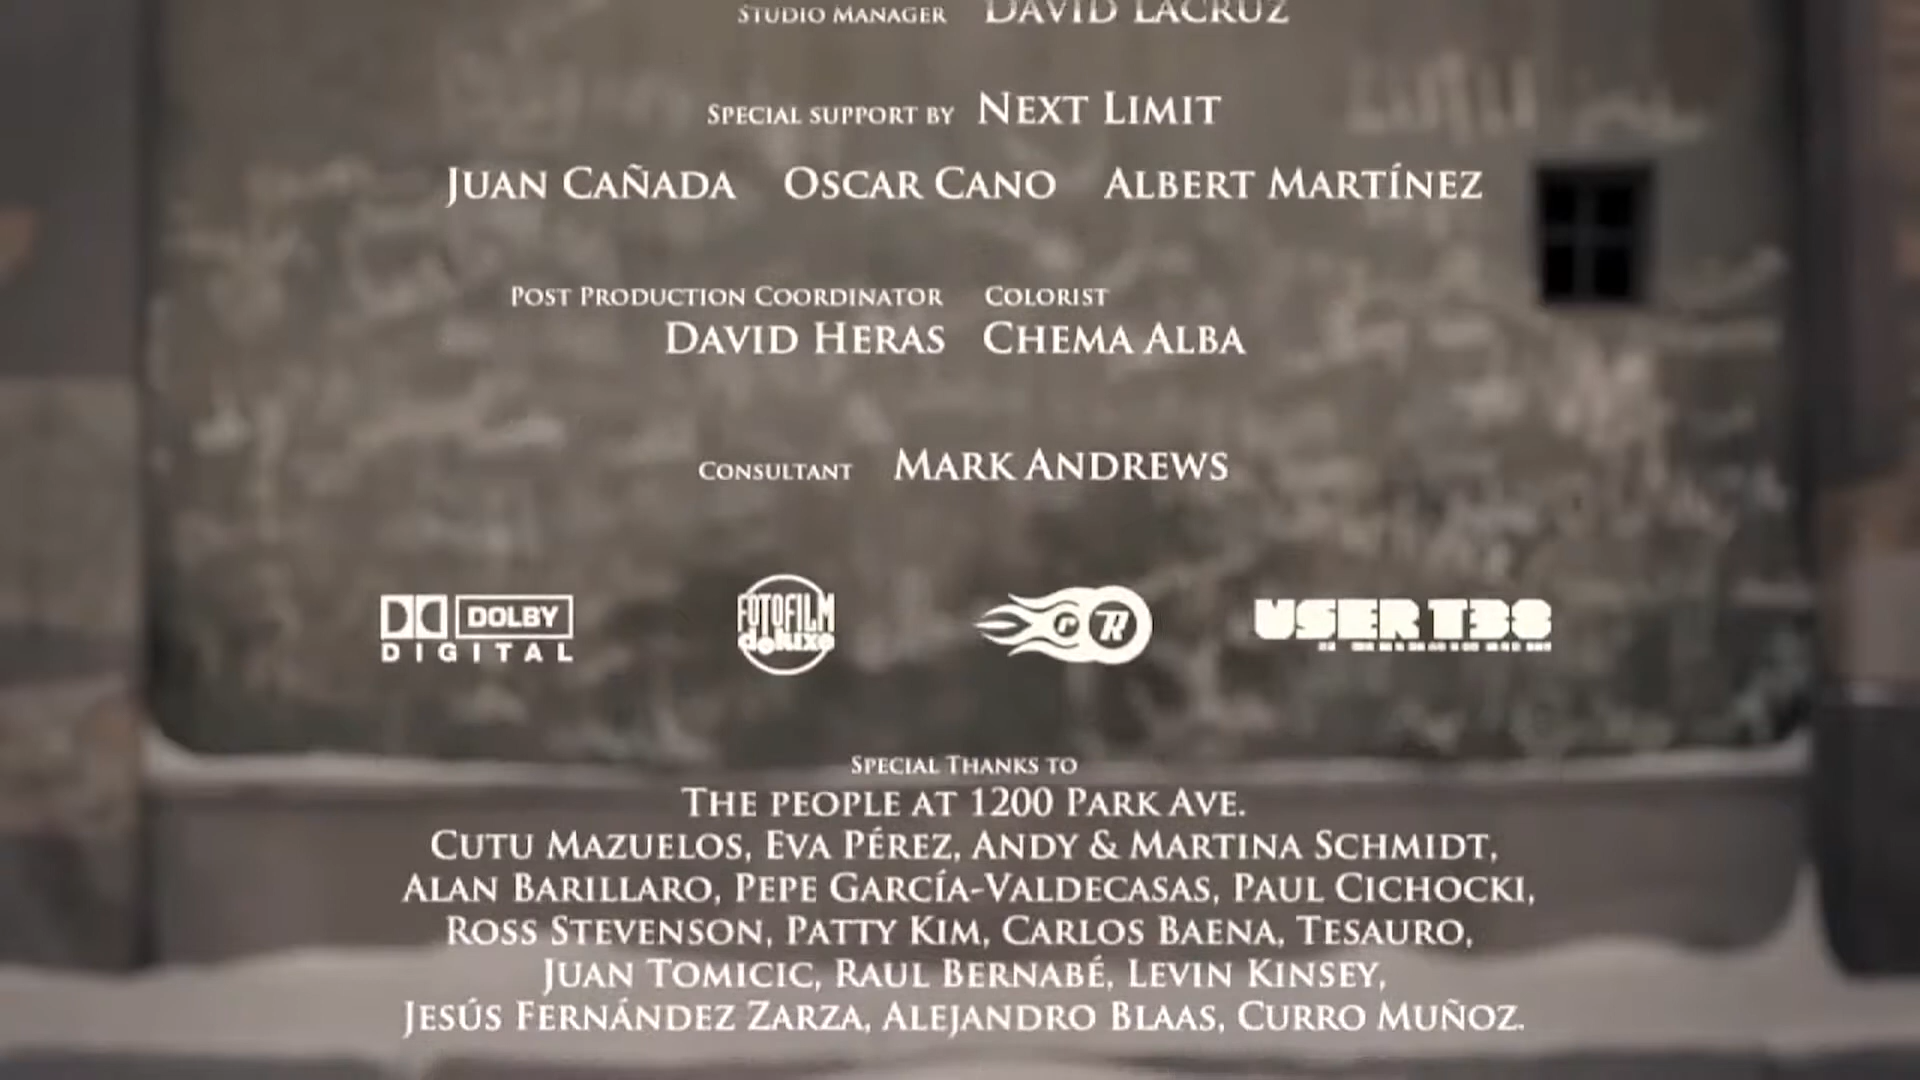 STUDIO MANAGER DAVID LACRUZ
SPECIAL SUPPORT BY NEXT LIMIT
JUAN CAÑADA OSCAR CANO ALBERT MARTÍNEZ
POST PRODUCTION COORDINATOR COLORIST
DAVID HERAS CHEMA ALBA
CONSULTANT MARK ANDREWS
DOLBY
DIGITAL
FOTOFILM
deluxe
USER T38
SPECIAL THANKS TO
THE PEOPLE AT 1200 PARK AVE.
CUTU MAZUELOS, EVA PÉREZ, ANDY & MARTINA SCHMIDT,
ALAN BARILLARO, PEPE GARCÍA-VALDECASAS, PAUL CICHOCKI,
ROSS STEVENSON, PATTY KIM, CARLOS BAENA, TESAURO,
JUAN TOMICIC, RAUL BERNABÉ, LEVIN KINSEY,
JESÚS FERNÁNDEZ ZARZA, ALEJANDRO BLAAS, CURRO MUÑOZ.